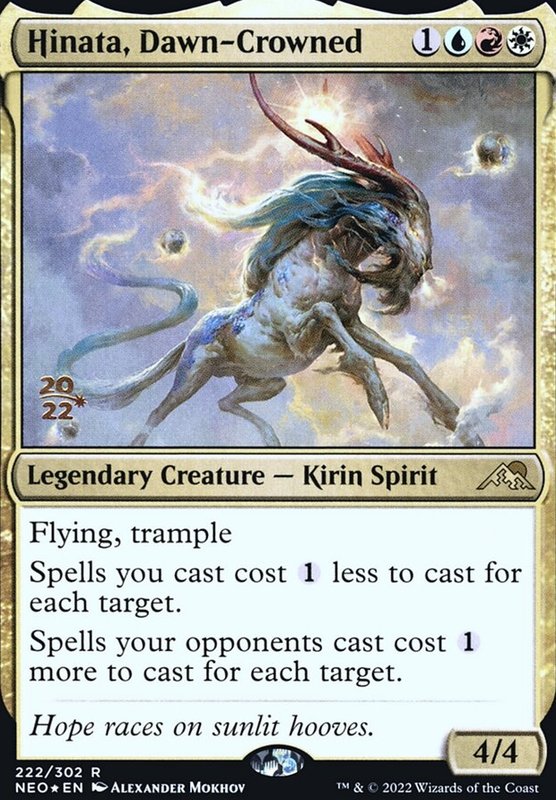 Hinata, Dawn-Crowned 1
20
22
Legendary Creature — Kirin Spirit
Flying, trample
Spells you cast cost 1 less to cast for
each target.
Spells your opponents cast cost 1
more to cast for each target.
Hope races on sunlit hooves.
4/4
222/302 R
NEO★EN Alexander Mokhov
™ & © 2022 Wizards of the Coast